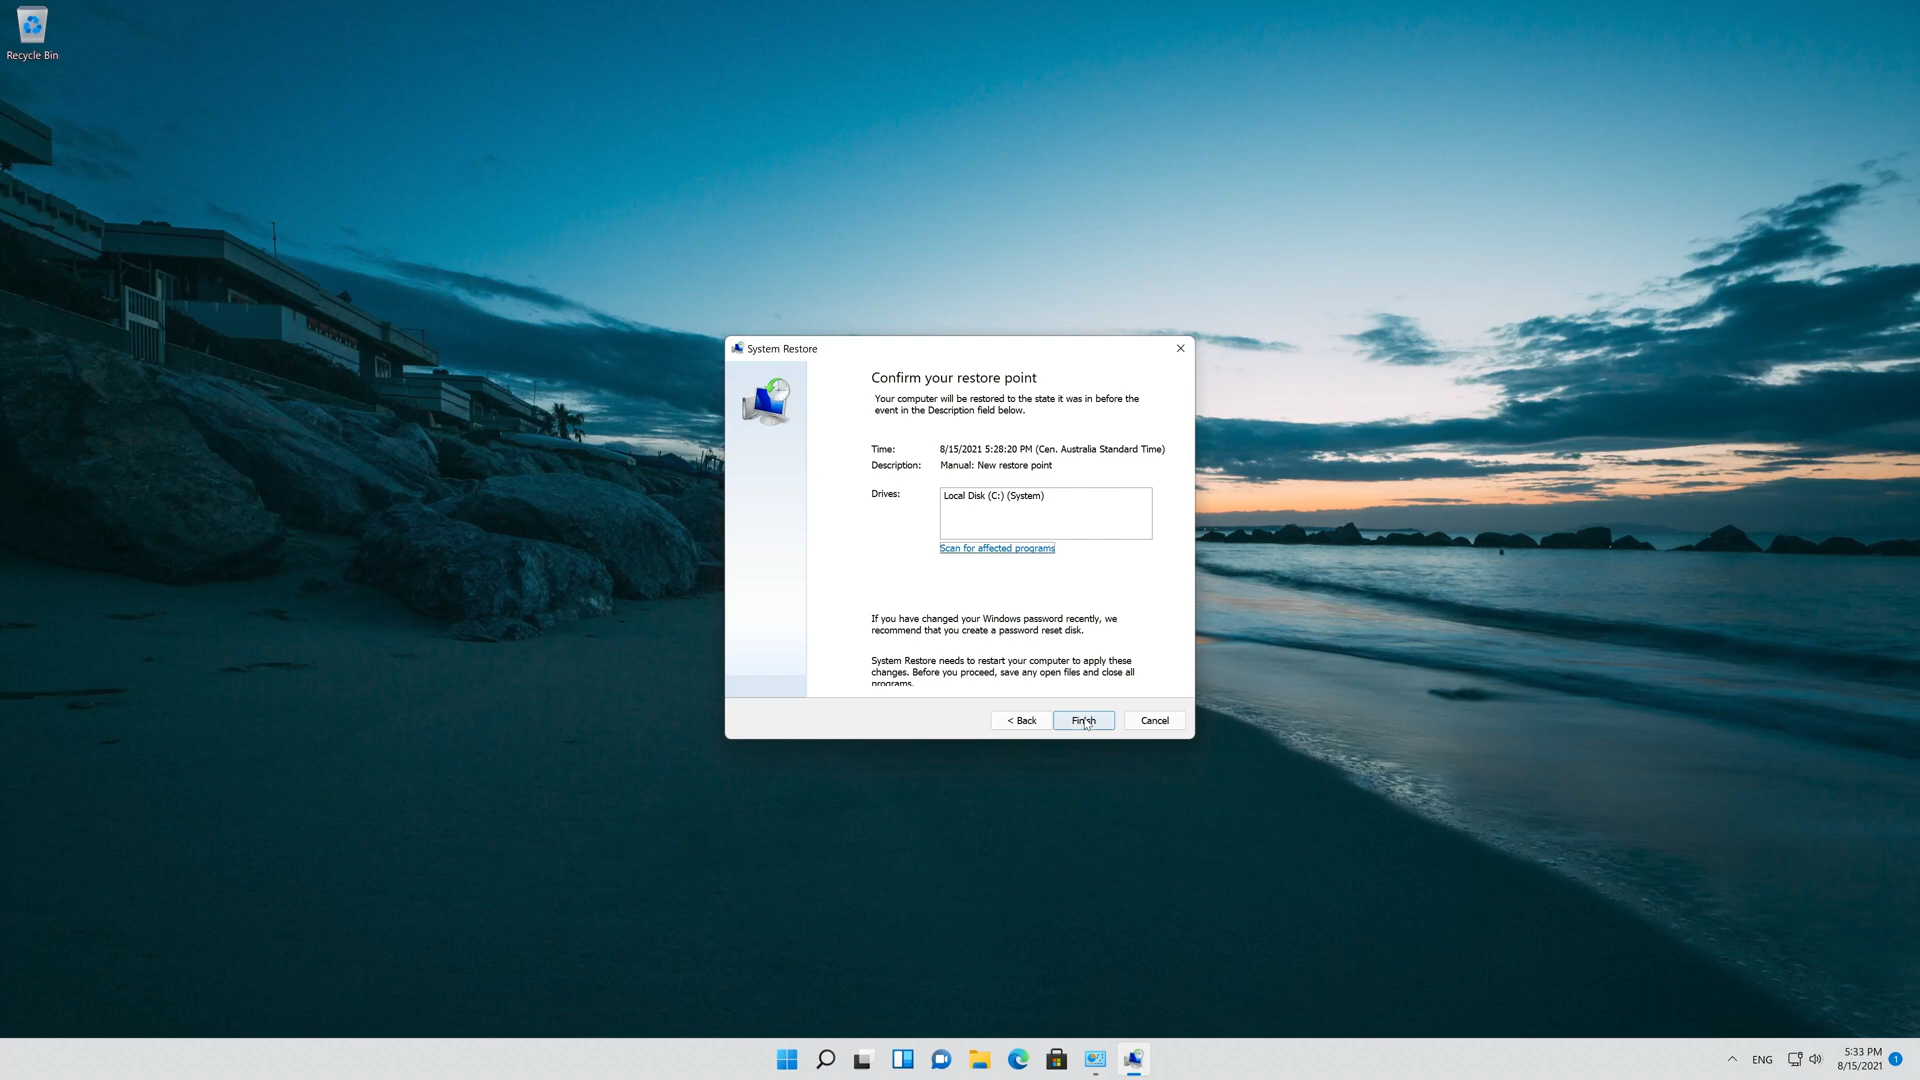 Recycle Bin
System Restore
Confirm your restore point
Your computer will be restored to the state it was in before the
event in the Description field below.
Time: 8/15/2021 5:28:20 PM (Cen. Australia Standard Time)
Description: Manual: New restore point
Drives: Local Disk (C:) (System)
Scan for affected programs
If you have changed your Windows password recently, we
recommend that you create a password reset disk.
System Restore needs to restart your computer to apply these
changes. Before you proceed, save any open files and close all
programs.
< Back Finish Cancel
ENG 5:33 PM
8/15/2021 1